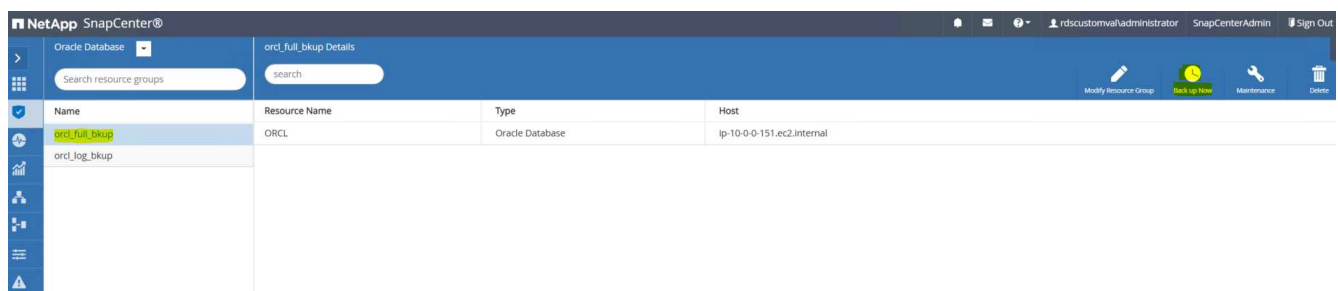 NetApp SnapCenter®
rdscustomval\administrator SnapCenterAdmin Sign Out
Oracle Database
Search resource groups
Name
orcl_full_bkup
orcl_log_bkup
orcl_full_bkup Details
search
Modify Resource Group Back up Now Maintenance Delete
Resource Name Type Host
ORCL Oracle Database ip-10-0-0-151.ec2.internal